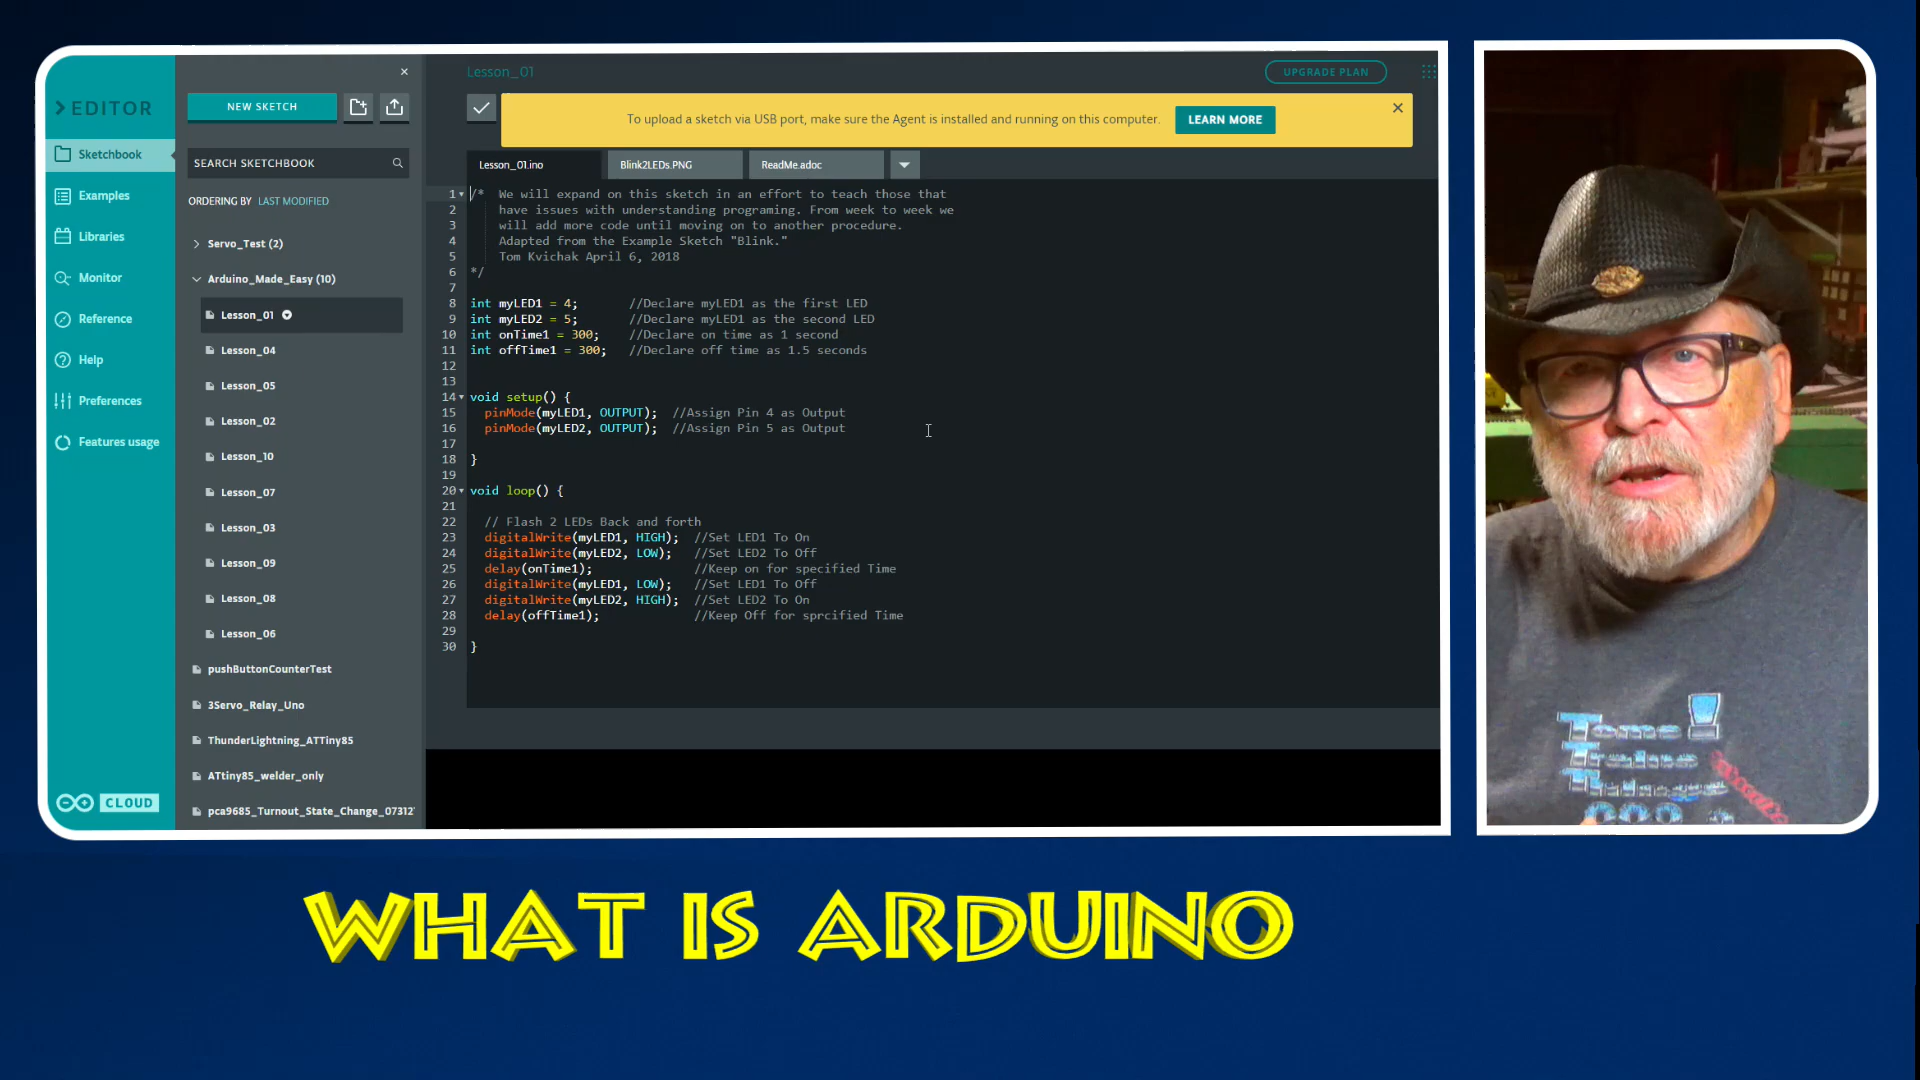 EDITOR
Sketchbook
Examples
Libraries
Monitor
Reference
Help
Preferences
Features usage
CLOUD
NEW SKETCH
SEARCH SKETCHBOOK
ORDERING BY LAST MODIFIED
Servo_Test (2)
Arduino_Made_Easy (10)
Lesson_01
Lesson_04
Lesson_05
Lesson_02
Lesson_10
Lesson_07
Lesson_03
Lesson_09
Lesson_08
Lesson_06
pushButtonCounterTest
3Servo_Relay_Uno
ThunderLightning_ATTiny85
ATtiny85_welder_only
pca9685_Turnout_State_Change_07312
Lesson_01
UPGRADE PLAN
To upload a sketch via USB port, make sure the Agent is installed and running on this computer. LEARN MORE
Lesson_01.ino Blink2LEDs.PNG ReadMe.adoc
1 /* We will expand on this sketch in an effort to teach those that
2 have issues with understanding programing. From week to week we
3 will add more code until moving on to another procedure.
4 Adapted from the Example Sketch "Blink."
5 Tom Kvichak April 6, 2018
6 */
7
8 int myLED1 = 4; //Declare myLED1 as the first LED
9 int myLED2 = 5; //Declare myLED1 as the second LED
10 int onTime1 = 300; //Declare on time as 1 second
11 int offTime1 = 300; //Declare off time as 1.5 seconds
12
13
14 void setup() {
15 pinMode(myLED1, OUTPUT); //Assign Pin 4 as Output
16 pinMode(myLED2, OUTPUT); //Assign Pin 5 as Output
17
18 }
19
20 void loop() {
21
22 // Flash 2 LEDs Back and forth
23 digitalWrite(myLED1, HIGH); //Set LED1 To On
24 digitalWrite(myLED2, LOW); //Set LED2 To Off
25 delay(onTime1); //Keep on for specified Time
26 digitalWrite(myLED1, LOW); //Set LED1 To Off
27 digitalWrite(myLED2, HIGH); //Set LED2 To On
28 delay(offTime1); //Keep Off for sprcified Time
29
30 }
Toms
Trains
WHAT IS ARDUINO